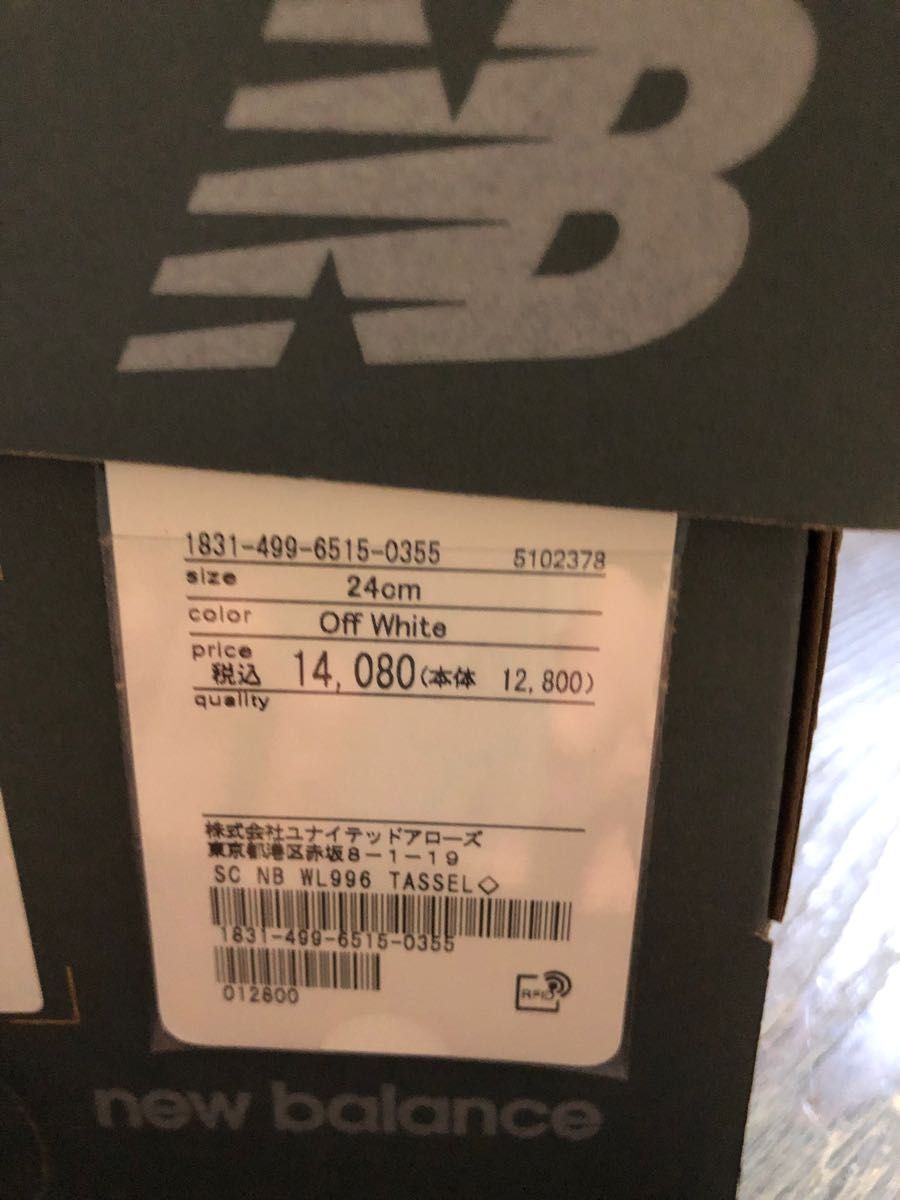 NB
1831-499-6515-0355 5102378
size 24cm
color Off White
price
税込 14,080(本体 12,800)
quality
株式会社ユナイテッドアローズ
東京都港区赤坂8-1-19
SC NB WL996 TASSEL◇
1831-499-6515-0355
012800
RFID
new balance